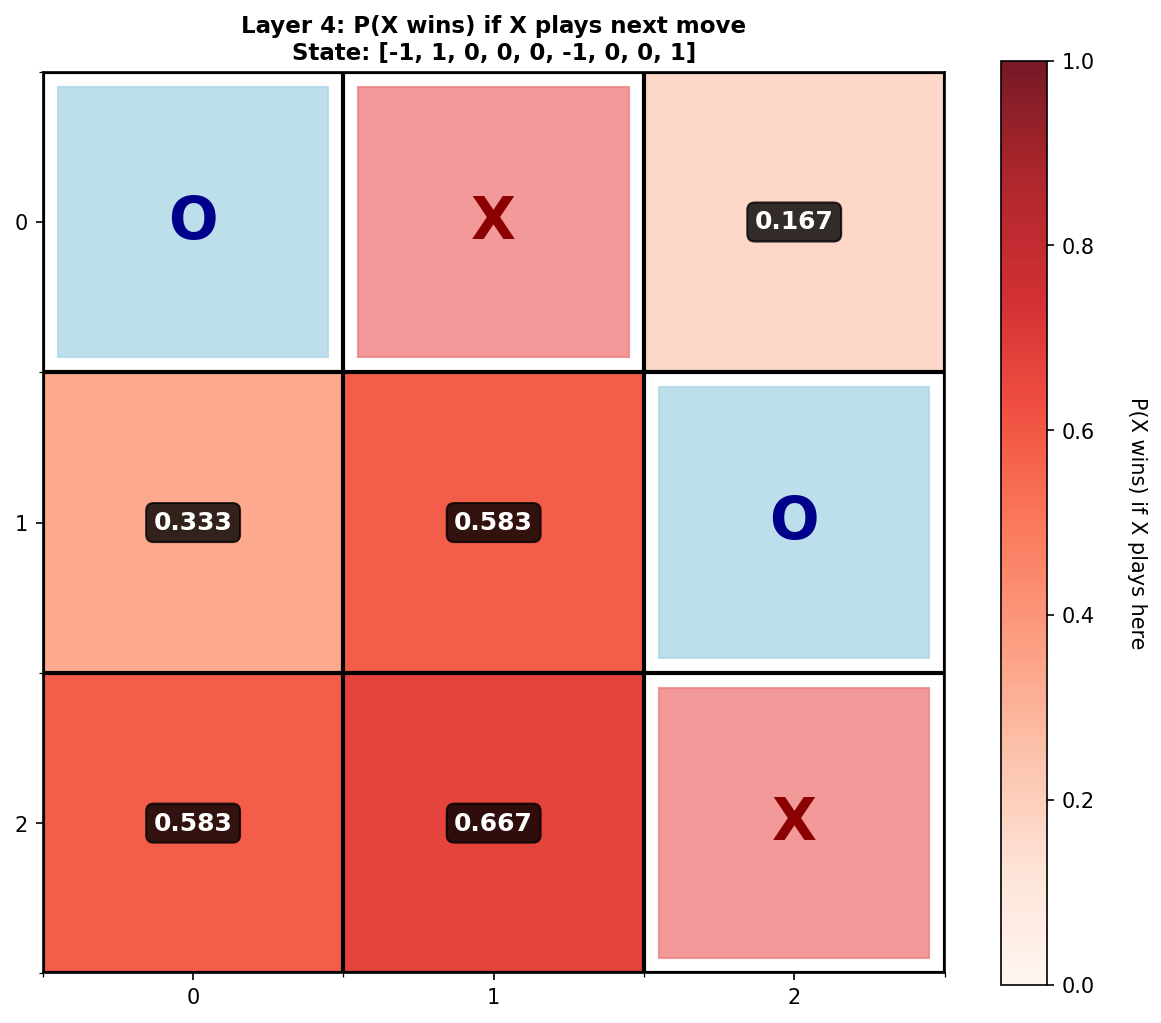 Layer 4: P(X wins) if X plays next move
State: [-1, 1, 0, 0, 0, -1, 0, 0, 1]
0
O
X
0.167
1
0.333
0.583
O
2
0.583
0.667
X
0
1
2
1.0
0.8
0.6
0.4
0.2
0.0
P(X wins) if X plays here